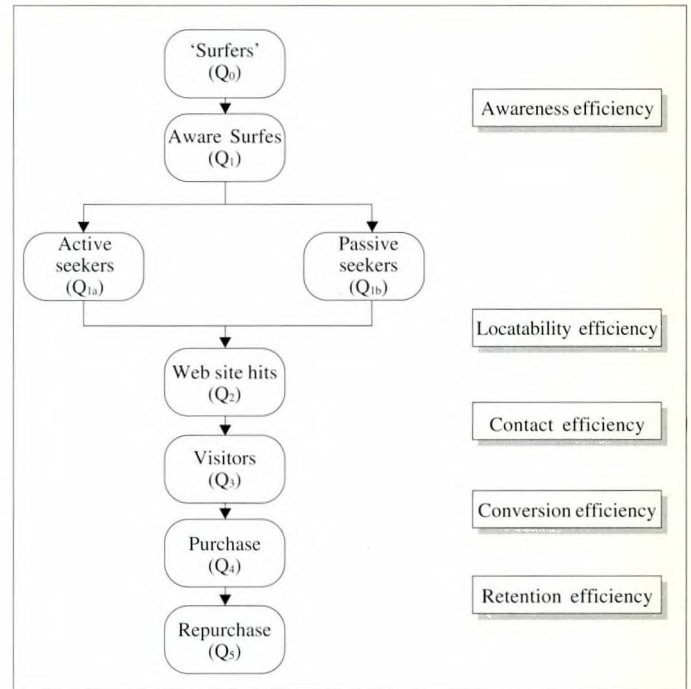 'Surfers'
(Q₀)
Awareness efficiency
Aware Surfes
(Q₁)
Active
seekers
(Q₁ₐ)
Passive
seekers
(Q1b)
Locatability efficiency
Web site hits
(Q₂)
Contact efficiency
Visitors
(Q₃)
Conversion efficiency
Purchase
(Q₄)
Retention efficiency
Repurchase
(Q₅)